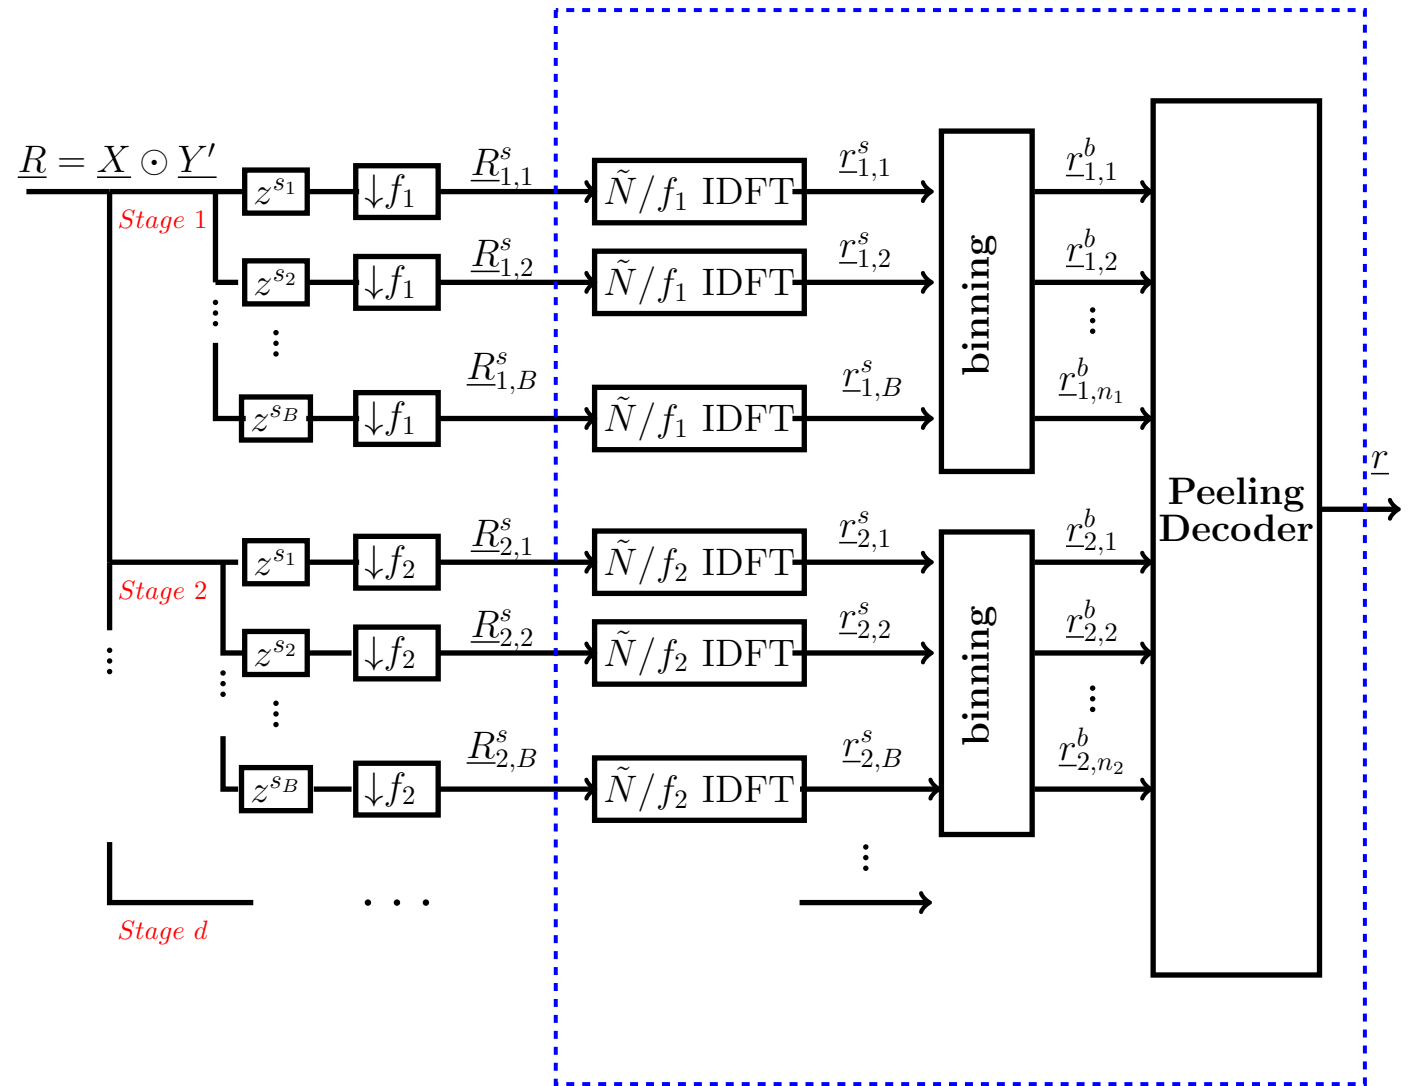 R = X ⊙ Y′
Stage 1
z^{s_1} ↓f_1 R^s_{1,1} Ñ/f_1 IDFT r^s_{1,1} r^b_{1,1}
z^{s_2} ↓f_1 R^s_{1,2} Ñ/f_1 IDFT r^s_{1,2} r^b_{1,2}
⋮ ⋮ ⋮
z^{s_B} ↓f_1 R^s_{1,B} Ñ/f_1 IDFT r^s_{1,B} r^b_{1,n_1}
binning
Stage 2
z^{s_1} ↓f_2 R^s_{2,1} Ñ/f_2 IDFT r^s_{2,1} r^b_{2,1}
z^{s_2} ↓f_2 R^s_{2,2} Ñ/f_2 IDFT r^s_{2,2} r^b_{2,2}
⋮ ⋮ ⋮ ⋮
z^{s_B} ↓f_2 R^s_{2,B} Ñ/f_2 IDFT r^s_{2,B} r^b_{2,n_2}
binning
⋮
· · ·
Stage d
Peeling
Decoder
r